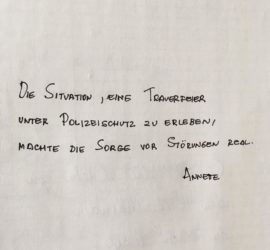 Die Situation, eine Trauerfeier
unter Polizeischutz zu erleben,
machte die Sorge vor Störungen real.
Annete